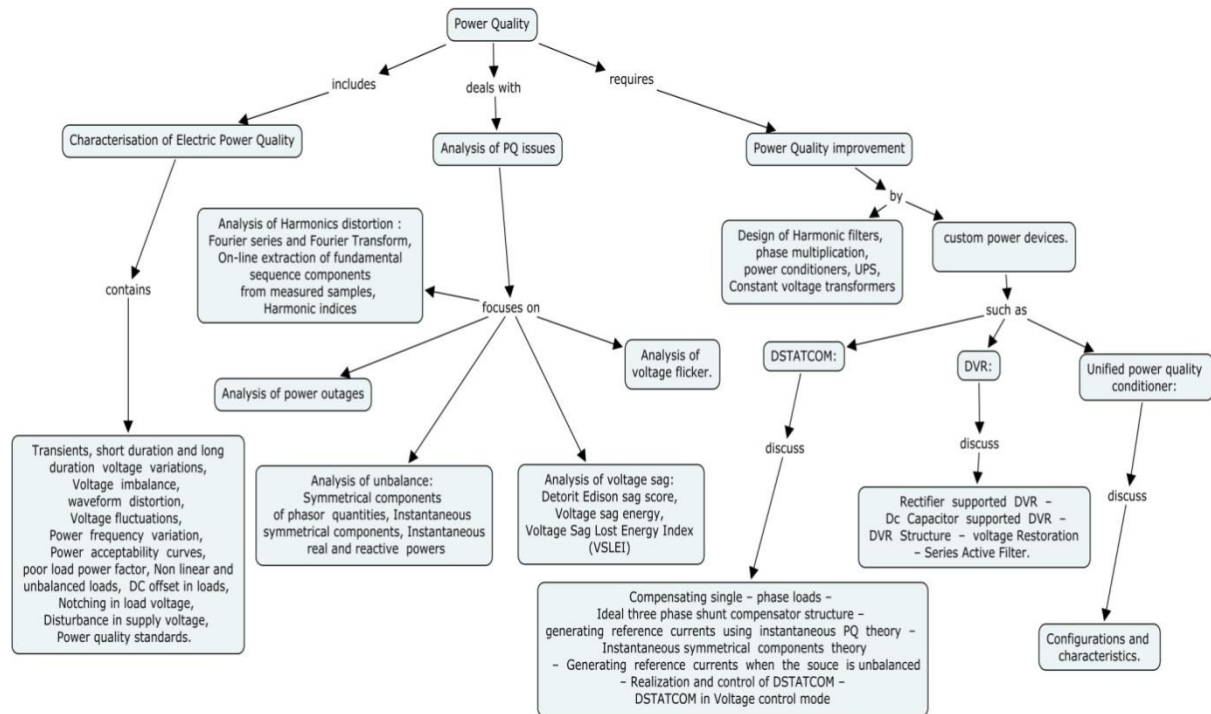 Power Quality
includes
deals with
requires
Characterisation of Electric Power Quality
Analysis of PQ issues
Power Quality improvement
by
Analysis of Harmonics distortion :
Fourier series and Fourier Transform,
On-line extraction of fundamental
sequence components
from measured samples,
Harmonic indices
Design of Harmonic filters,
phase multiplication,
power conditioners, UPS,
Constant voltage transformers
custom power devices.
contains
focuses on
such as
Analysis of power outages
Analysis of
voltage flicker.
DSTATCOM:
DVR:
Unified power quality
conditioner:
Transients, short duration and long
duration voltage variations,
Voltage imbalance,
waveform distortion,
Voltage fluctuations,
Power frequency variation,
Power acceptability curves,
poor load power factor, Non linear and
unbalanced loads, DC offset in loads,
Notching in load voltage,
Disturbance in supply voltage,
Power quality standards.
Analysis of unbalance:
Symmetrical components
of phasor quantities, Instantaneous
symmetrical components, Instantaneous
real and reactive powers
Analysis of voltage sag:
Detorit Edison sag score,
Voltage sag energy,
Voltage Sag Lost Energy Index
(VSLEI)
discuss
discuss
discuss
Rectifier supported DVR –
Dc Capacitor supported DVR –
DVR Structure – voltage Restoration
– Series Active Filter.
Compensating single – phase loads –
Ideal three phase shunt compensator structure –
generating reference currents using instantaneous PQ theory –
Instantaneous symmetrical components theory
– Generating reference currents when the souce is unbalanced
– Realization and control of DSTATCOM –
DSTATCOM in Voltage control mode
Configurations and
characteristics.